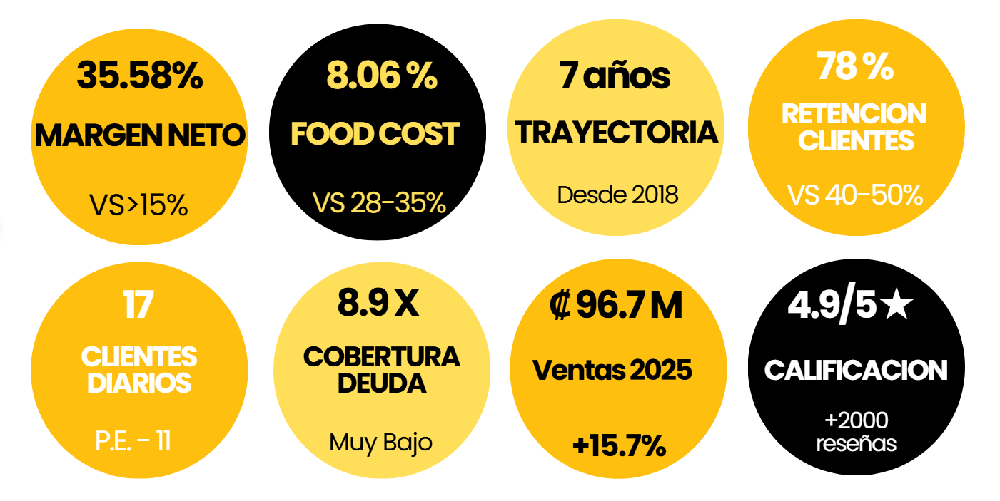 35.58%
MARGEN NETO
VS>15%
8.06 %
FOOD COST
VS 28-35%
7 años
TRAYECTORIA
Desde 2018
78 %
RETENCION
CLIENTES
VS 40-50%
17
CLIENTES
DIARIOS
P.E. - 11
8.9 X
COBERTURA
DEUDA
Muy Bajo
₡ 96.7 M
Ventas 2025
+15.7%
4.9/5★
CALIFICACION
+2000
reseñas